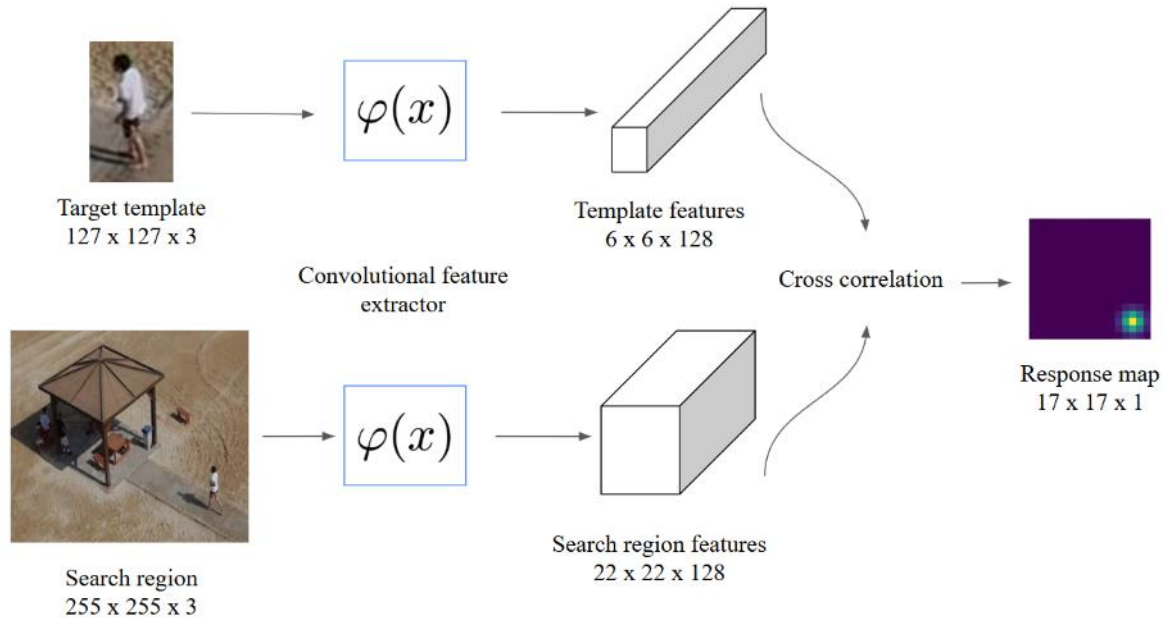 φ(x)
Target template
127 x 127 x 3
Template features
6 x 6 x 128
Convolutional feature
extractor
Cross correlation
φ(x)
Response map
17 x 17 x 1
Search region features
22 x 22 x 128
Search region
255 x 255 x 3